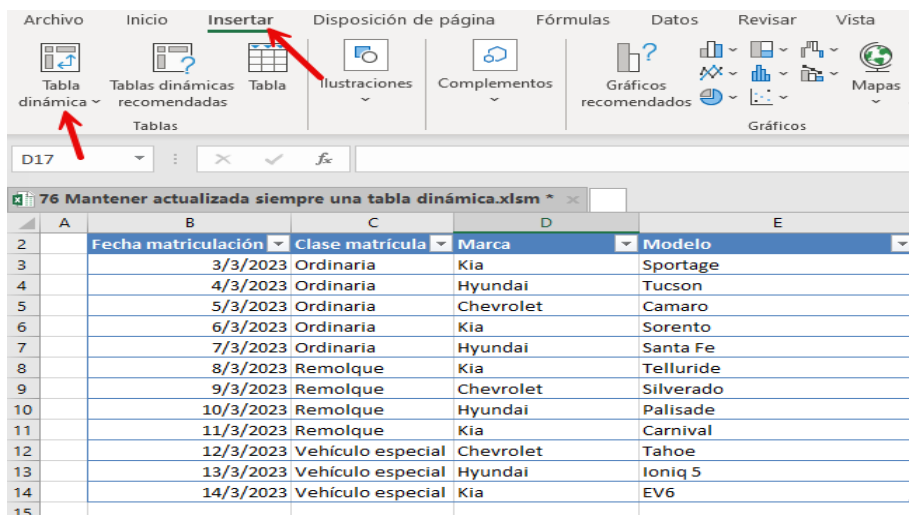 Archivo Inicio Insertar Disposición de página Fórmulas Datos Revisar Vista
Tabla dinámica
Tablas dinámicas recomendadas
Tabla
Ilustraciones
Complementos
Gráficos recomendados
Mapas
Tablas
Gráficos
D17 fx
76 Mantener actualizada siempre una tabla dinámica.xlsm *
A B C D E
2 Fecha matriculación Clase matrícula Marca Modelo
3 3/3/2023 Ordinaria Kia Sportage
4 4/3/2023 Ordinaria Hyundai Tucson
5 5/3/2023 Ordinaria Chevrolet Camaro
6 6/3/2023 Ordinaria Kia Sorento
7 7/3/2023 Ordinaria Hyundai Santa Fe
8 8/3/2023 Remolque Kia Telluride
9 9/3/2023 Remolque Chevrolet Silverado
10 10/3/2023 Remolque Hyundai Palisade
11 11/3/2023 Remolque Kia Carnival
12 12/3/2023 Vehículo especial Chevrolet Tahoe
13 13/3/2023 Vehículo especial Hyundai Ioniq 5
14 14/3/2023 Vehículo especial Kia EV6
15